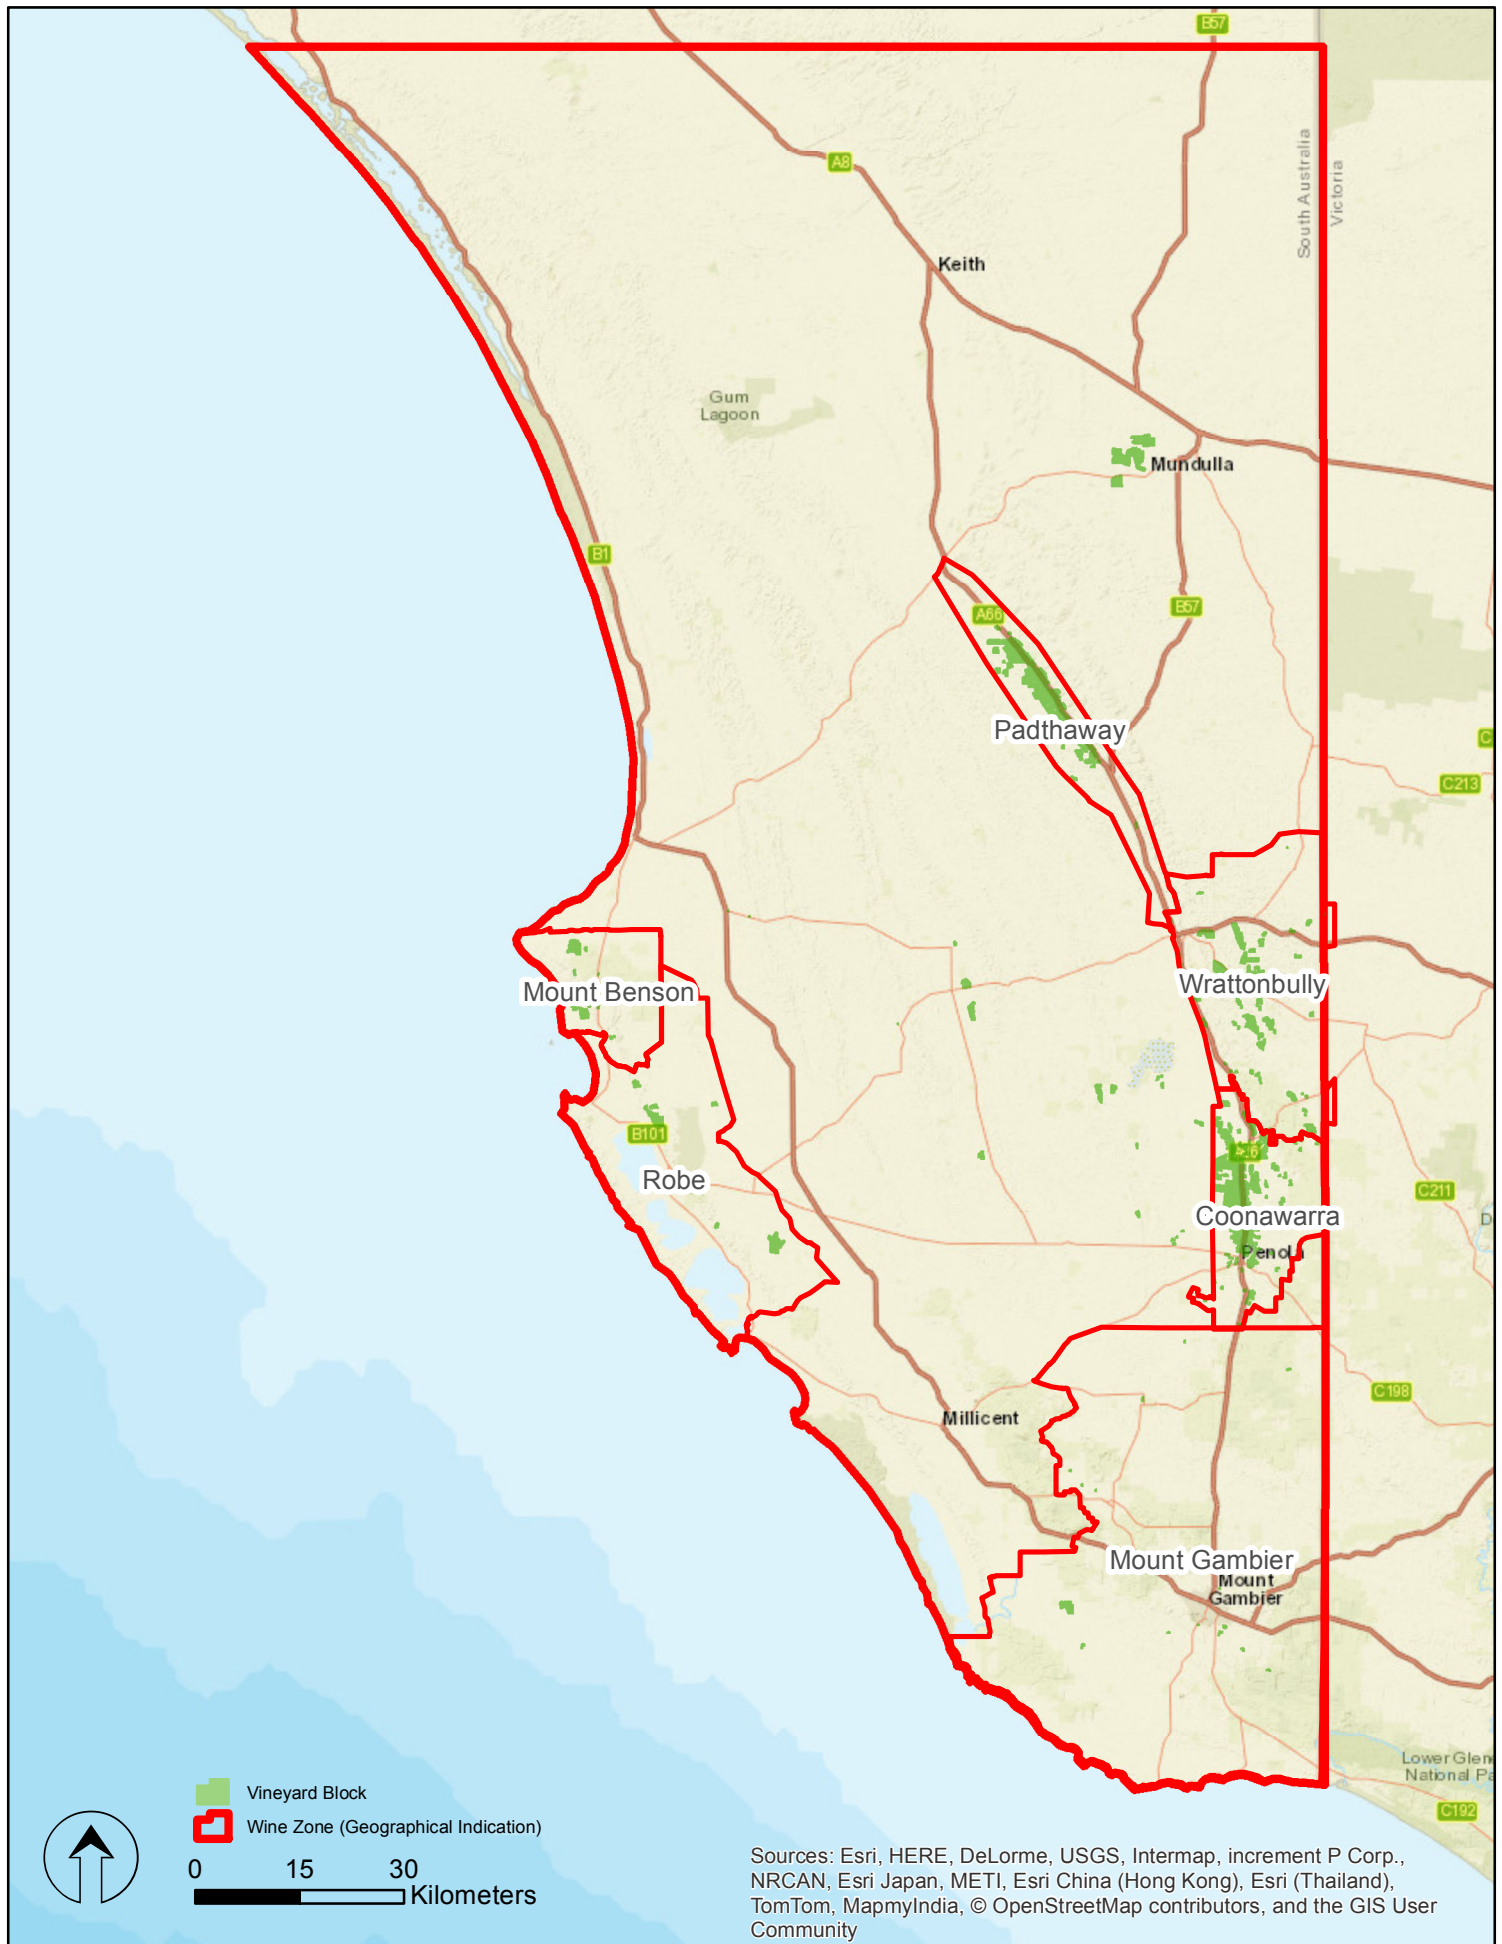 B57
A8
South Australia
Victoria
Keith
Gum
Lagoon
Mundulla
B1
A66
B57
Padthaway
C213
Wrattonbully
Mount Benson
B101
Robe
C211
Coonawarra
Penola
C198
Millicent
Mount Gambier
Mount
Gambier
Lower Glen
National Pa
C192
Vineyard Block
Wine Zone (Geographical Indication)
0 15 30
Kilometers
Sources: Esri, HERE, DeLorme, USGS, Intermap, increment P Corp.,
NRCAN, Esri Japan, METI, Esri China (Hong Kong), Esri (Thailand),
TomTom, MapmyIndia, © OpenStreetMap contributors, and the GIS User
Community